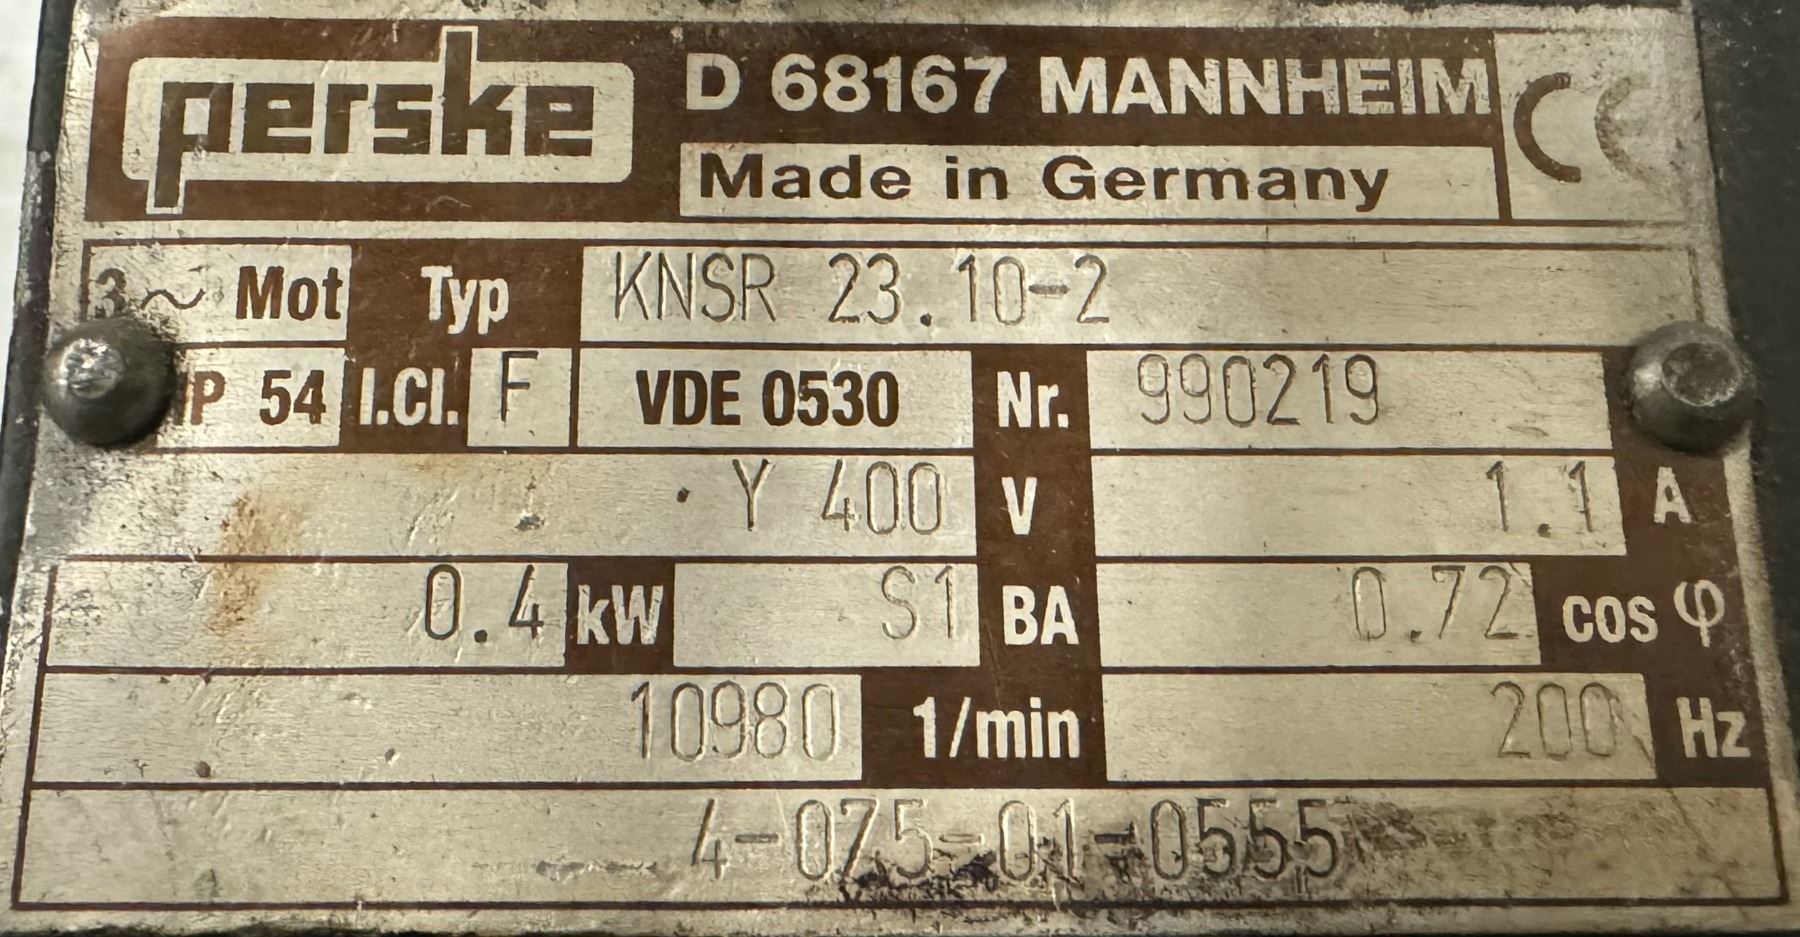 perske D 68167 MANNHEIM CE
Made in Germany
3~ Mot Typ KNSR 23.10-2
P 54 I.Cl. F VDE 0530 Nr. 990219
Y 400 V 1.1 A
0.4 kW S1 BA 0.72 cos φ
10980 1/min 200 Hz
4-075-01-0555